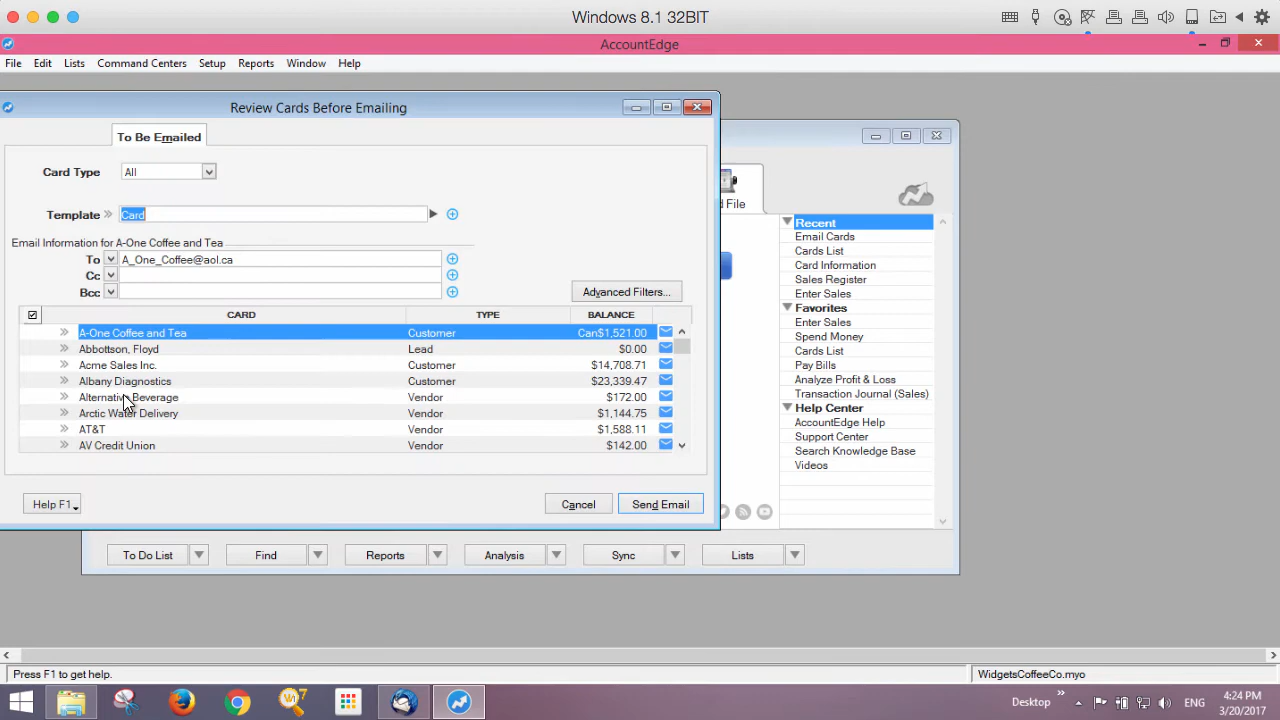 Windows 8.1 32BIT
AccountEdge
File Edit Lists Command Centers Setup Reports Window Help
Review Cards Before Emailing
To Be Emailed
Card Type All
Template Card
Email Information for A-One Coffee and Tea
To A_One_Coffee@aol.ca
Cc
Bcc
Advanced Filters...
CARD TYPE BALANCE
A-One Coffee and Tea Customer Can$1,521.00
Abbottson, Floyd Lead $0.00
Acme Sales Inc. Customer $14,708.71
Albany Diagnostics Customer $23,339.47
Alternative Beverage Vendor $172.00
Arctic Water Delivery Vendor $1,144.75
AT&T Vendor $1,588.11
AV Credit Union Vendor $142.00
Help F1 Cancel Send Email
File
Recent
Email Cards
Cards List
Card Information
Sales Register
Enter Sales
Favorites
Enter Sales
Spend Money
Cards List
Pay Bills
Analyze Profit & Loss
Transaction Journal (Sales)
Help Center
AccountEdge Help
Support Center
Search Knowledge Base
Videos
To Do List Find Reports Analysis Sync Lists
Press F1 to get help. WidgetsCoffeeCo.myo
Desktop ENG 4:24 PM
3/20/2017